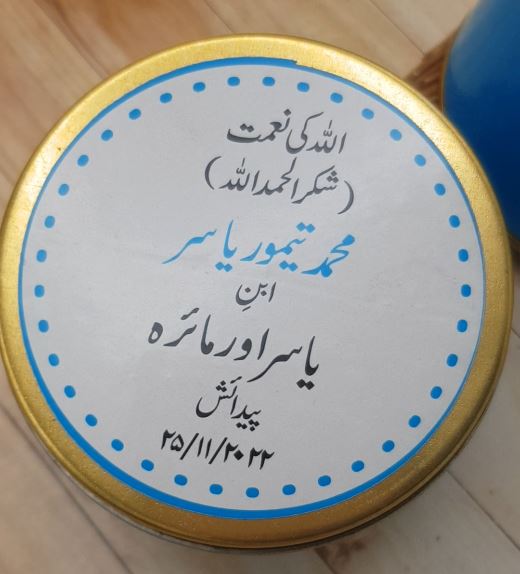 اللہ کی نعمت
(شکر الحمداللہ)
محمد تیمور یاسر
ابنِ
یاسر اور مائرہ
پیدائش
۲۵/۱۱/۲۰۲۲